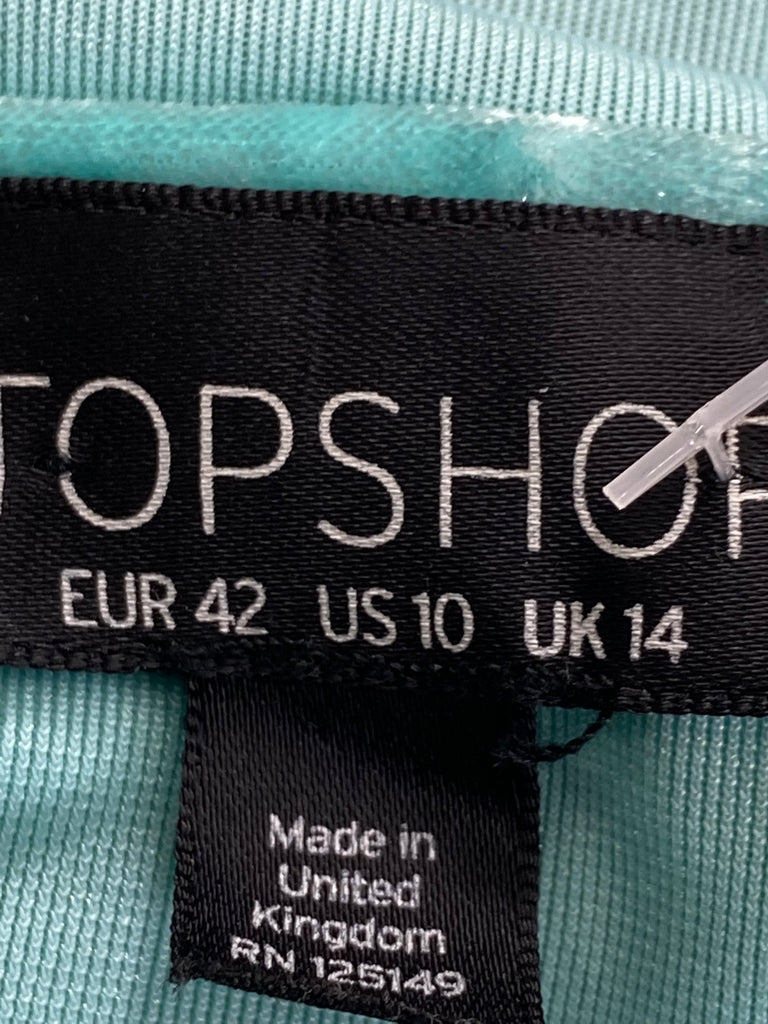 TOPSHOP
EUR 42 US 10 UK 14
Made in
United
Kingdom
RN 125149